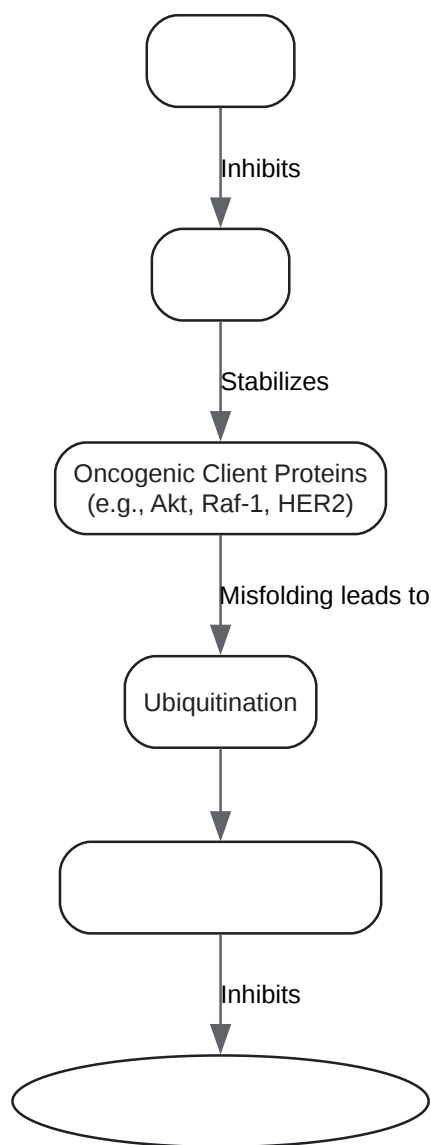 Inhibits
Stabilizes
Oncogenic Client Proteins
(e.g., Akt, Raf-1, HER2)
Misfolding leads to
Ubiquitination
Inhibits